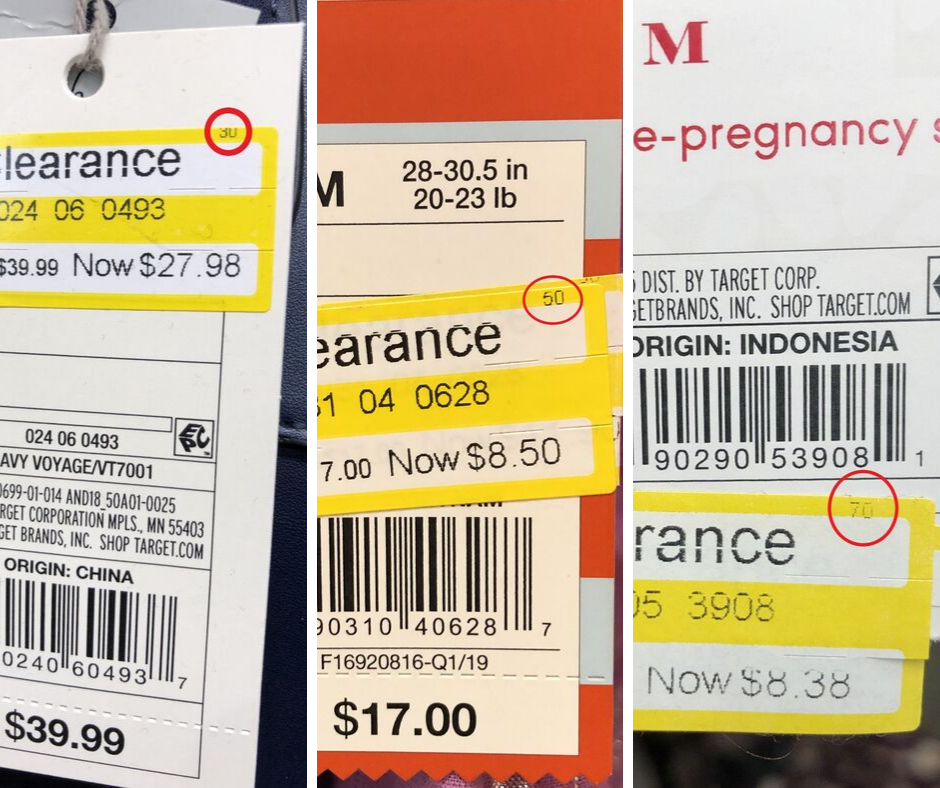 30
learance
024 06 0493
$39.99 Now $27.98
024 06 0493
AVY VOYAGE/VT7001
0699-01-014 AND18_50A01-0025
RGET CORPORATION MPLS., MN 55403
GET BRANDS, INC. SHOP TARGET.COM
ORIGIN: CHINA
0240 60493 7
$39.99
M
28-30.5 in
20-23 lb
50
earance
1 04 0628
7.00 Now $8.50
90310 40628 7
F16920816-Q1/19
$17.00
M
e-pregnancy s
DIST. BY TARGET CORP.
GETBRANDS, INC. SHOP TARGET.COM
ORIGIN: INDONESIA
90290 53908 1
70
rance
05 3908
Now $8.38